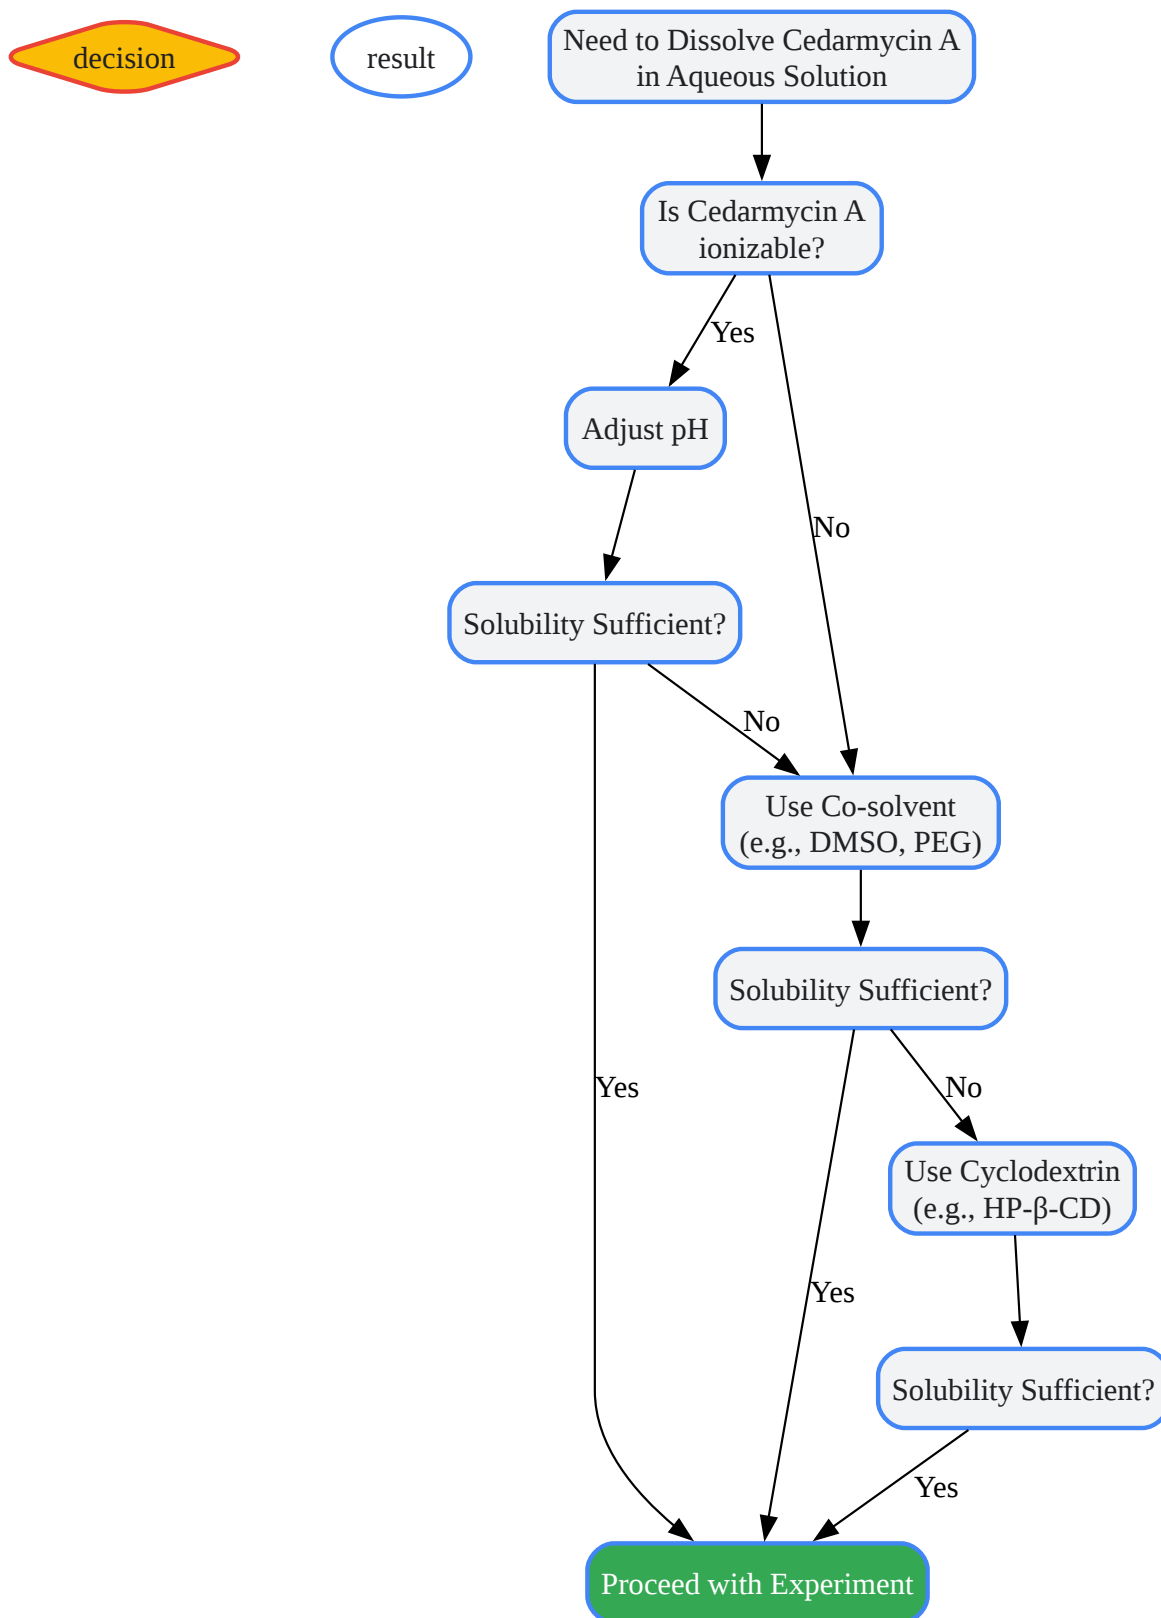 decision
result
Need to Dissolve Cedarmycin A
in Aqueous Solution
Is Cedarmycin A
ionizable?
Yes
Adjust pH
No
Solubility Sufficient?
No
Use Co-solvent
(e.g., DMSO, PEG)
Solubility Sufficient?
Yes
No
Use Cyclodextrin
(e.g., HP-β-CD)
Yes
Solubility Sufficient?
Yes
Proceed with Experiment